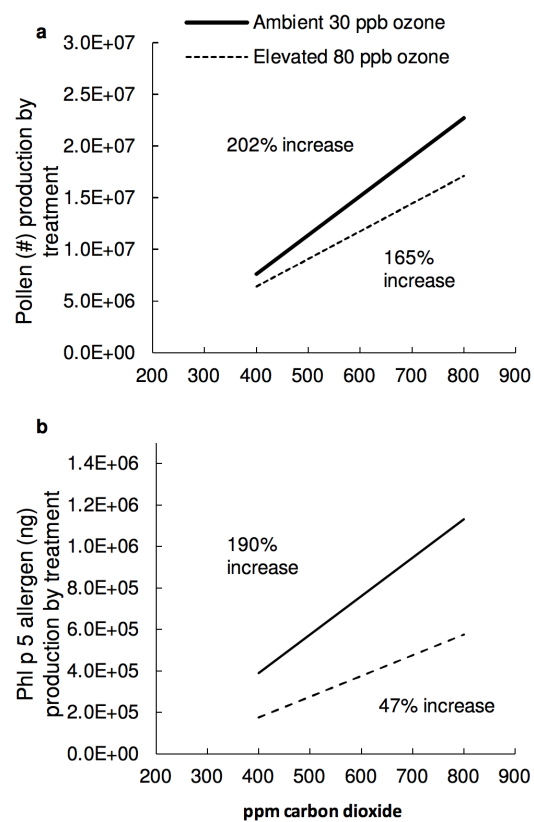 a
Ambient 30 ppb ozone
Elevated 80 ppb ozone
Pollen (#) production by
treatment
3.0E+07
2.5E+07
2.0E+07
1.5E+07
1.0E+07
5.0E+06
0.0E+00
202% increase
165%
increase
200 300 400 500 600 700 800 900
b
Phl p 5 allergen (ng)
production by treatment
1.4E+06
1.2E+06
1.0E+06
8.0E+05
6.0E+05
4.0E+05
2.0E+05
0.0E+00
190%
increase
47% increase
200 300 400 500 600 700 800 900
ppm carbon dioxide